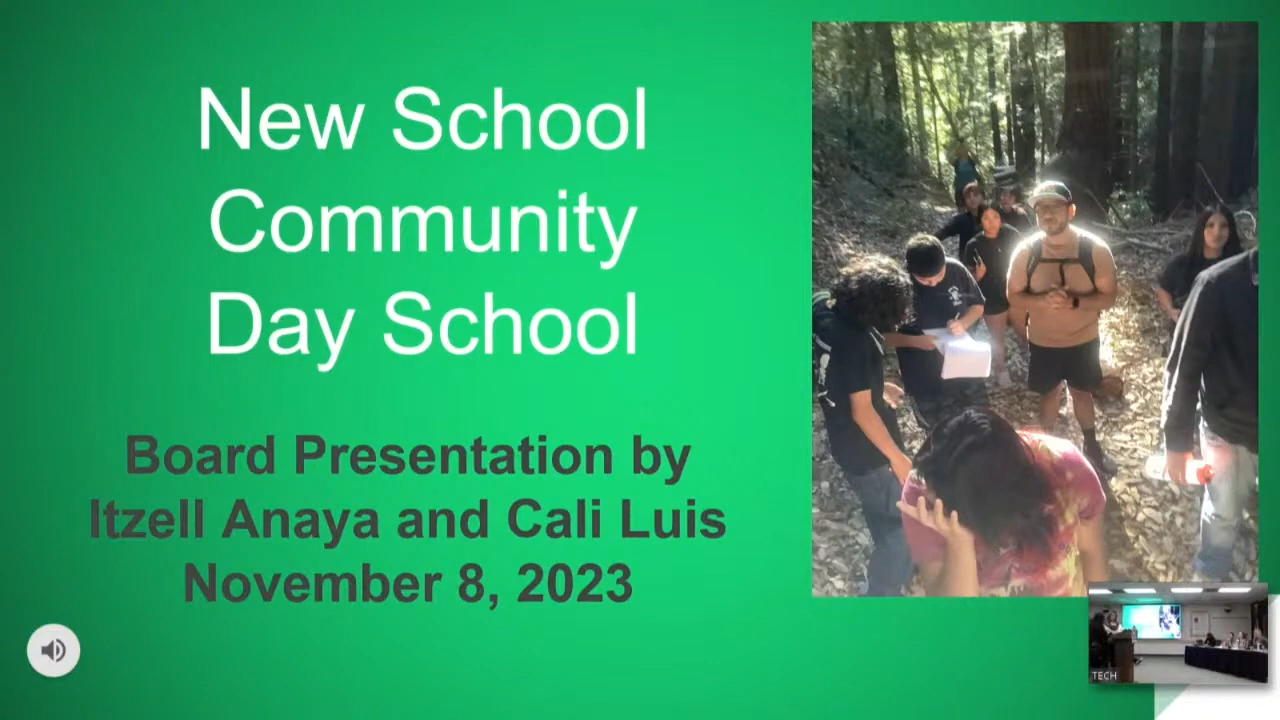 New School
Community
Day School
Board Presentation by
Itzell Anaya and Cali Luis
November 8, 2023
TECH